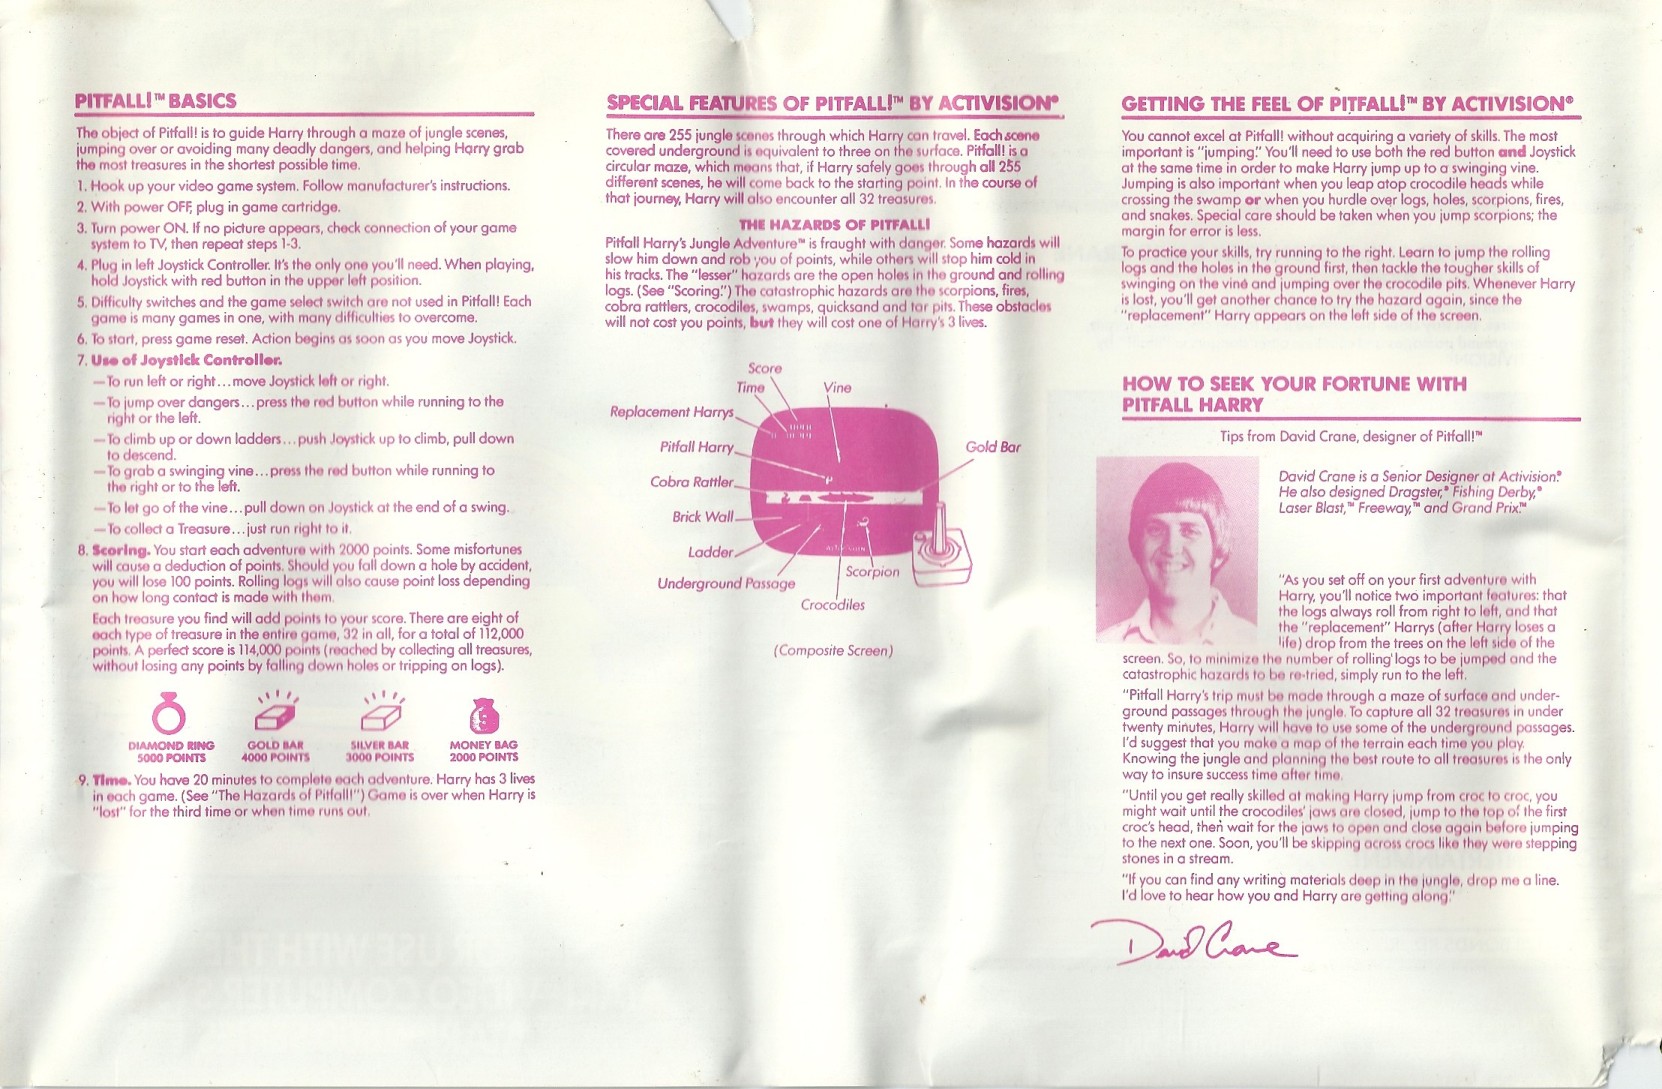 PITFALL!™ BASICS
The object of Pitfall! is to guide Harry through a maze of jungle scenes,
jumping over or avoiding many deadly dangers, and helping Harry grab
the most treasures in the shortest possible time.
1. Hook up your video game system. Follow manufacturer's instructions.
2. With power OFF, plug in game cartridge.
3. Turn power ON. If no picture appears, check connection of your game
system to TV, then repeat steps 1-3.
4. Plug in left Joystick Controller. It's the only one you'll need. When playing,
hold Joystick with red button in the upper left position.
5. Difficulty switches and the game select switch are not used in Pitfall! Each
game is many games in one, with many difficulties to overcome.
6. To start, press game reset. Action begins as soon as you move Joystick.
7. Use of Joystick Controller.
—To run left or right...move Joystick left or right.
—To jump over dangers...press the red button while running to the
right or the left.
—To climb up or down ladders...push Joystick up to climb, pull down
to descend.
—To grab a swinging vine...press the red button while running to
the right or to the left.
—To let go of the vine...pull down on Joystick at the end of a swing.
—To collect a Treasure...just run right to it.
8. Scoring. You start each adventure with 2000 points. Some misfortunes
will cause a deduction of points. Should you fall down a hole by accident,
you will lose 100 points. Rolling logs will also cause point loss depending
on how long contact is made with them.
Each treasure you find will add points to your score. There are eight of
each type of treasure in the entire game, 32 in all, for a total of 112,000
points. A perfect score is 114,000 points (reached by collecting all treasures,
without losing any points by falling down holes or tripping on logs).
DIAMOND RING
5000 POINTS
GOLD BAR
4000 POINTS
SILVER BAR
3000 POINTS
MONEY BAG
2000 POINTS
9. Time. You have 20 minutes to complete each adventure. Harry has 3 lives
in each game. (See "The Hazards of Pitfall!") Game is over when Harry is
"lost" for the third time or when time runs out.
SPECIAL FEATURES OF PITFALL!™ BY ACTIVISION®
There are 255 jungle scenes through which Harry can travel. Each scene
covered underground is equivalent to three on the surface. Pitfall! is a
circular maze, which means that, if Harry safely goes through all 255
different scenes, he will come back to the starting point. In the course of
that journey, Harry will also encounter all 32 treasures.
THE HAZARDS OF PITFALL!
Pitfall Harry's Jungle Adventure™ is fraught with danger. Some hazards will
slow him down and rob you of points, while others will stop him cold in
his tracks. The "lesser" hazards are the open holes in the ground and rolling
logs. (See "Scoring.") The catastrophic hazards are the scorpions, fires,
cobra rattlers, crocodiles, swamps, quicksand and tar pits. These obstacles
will not cost you points, but they will cost one of Harry's 3 lives.
Score
Time
Vine
Replacement Harrys
Pitfall Harry
Gold Bar
Cobra Rattler
Brick Wall
Ladder
Scorpion
Underground Passage
Crocodiles
(Composite Screen)
GETTING THE FEEL OF PITFALL!™ BY ACTIVISION®
You cannot excel at Pitfall! without acquiring a variety of skills. The most
important is "jumping." You'll need to use both the red button and Joystick
at the same time in order to make Harry jump up to a swinging vine.
Jumping is also important when you leap atop crocodile heads while
crossing the swamp or when you hurdle over logs, holes, scorpions, fires,
and snakes. Special care should be taken when you jump scorpions; the
margin for error is less.
To practice your skills, try running to the right. Learn to jump the rolling
logs and the holes in the ground first, then tackle the tougher skills of
swinging on the vine and jumping over the crocodile pits. Whenever Harry
is lost, you'll get another chance to try the hazard again, since the
"replacement" Harry appears on the left side of the screen.
HOW TO SEEK YOUR FORTUNE WITH
PITFALL HARRY
Tips from David Crane, designer of Pitfall!™
David Crane is a Senior Designer at Activision.®
He also designed Dragster,® Fishing Derby,®
Laser Blast,™ Freeway,™ and Grand Prix.™
"As you set off on your first adventure with
Harry, you'll notice two important features: that
the logs always roll from right to left, and that
the "replacement" Harrys (after Harry loses a
life) drop from the trees on the left side of the
screen. So, to minimize the number of rolling logs to be jumped and the
catastrophic hazards to be re-tried, simply run to the left.
"Pitfall Harry's trip must be made through a maze of surface and under-
ground passages through the jungle. To capture all 32 treasures in under
twenty minutes, Harry will have to use some of the underground passages.
I'd suggest that you make a map of the terrain each time you play.
Knowing the jungle and planning the best route to all treasures is the only
way to insure success time after time.
"Until you get really skilled at making Harry jump from croc to croc, you
might wait until the crocodiles' jaws are closed, jump to the top of the first
croc's head, then wait for the jaws to open and close again before jumping
to the next one. Soon, you'll be skipping across crocs like they were stepping
stones in a stream.
"If you can find any writing materials deep in the jungle, drop me a line.
I'd love to hear how you and Harry are getting along."
David Crane